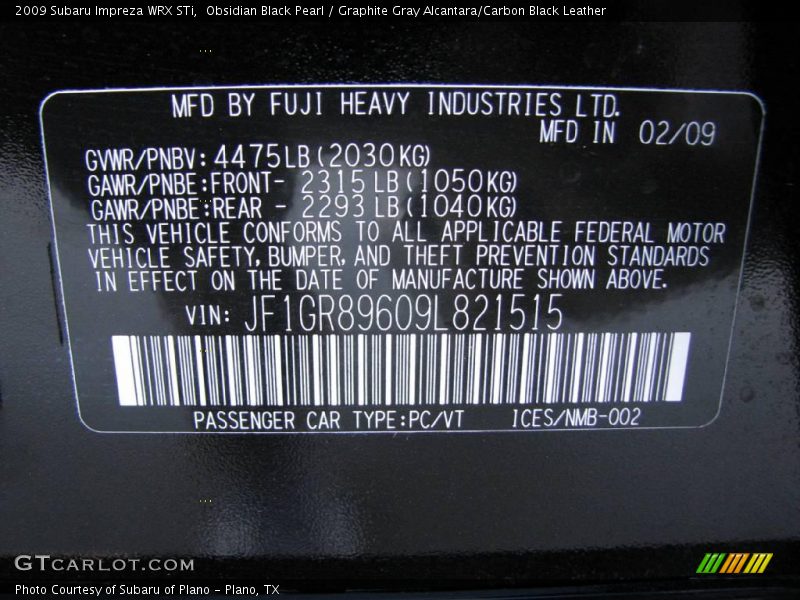 2009 Subaru Impreza WRX STi,  Obsidian Black Pearl / Graphite Gray Alcantara/Carbon Black Leather
MFD BY FUJI HEAVY INDUSTRIES LTD.
MFD IN 02/09
GVWR/PNBV: 4475LB(2030KG)
GAWR/PNBE:FRONT- 2315LB(1050KG)
GAWR/PNBE:REAR - 2293LB(1040KG)
THIS VEHICLE CONFORMS TO ALL APPLICABLE FEDERAL MOTOR
VEHICLE SAFETY, BUMPER, AND THEFT PREVENTION STANDARDS
IN EFFECT ON THE DATE OF MANUFACTURE SHOWN ABOVE.
VIN: JF1GR89609L821515
PASSENGER CAR TYPE:PC/VT ICES/NMB-002
GTCARLOT.COM
Photo Courtesy of Subaru of Plano - Plano, TX